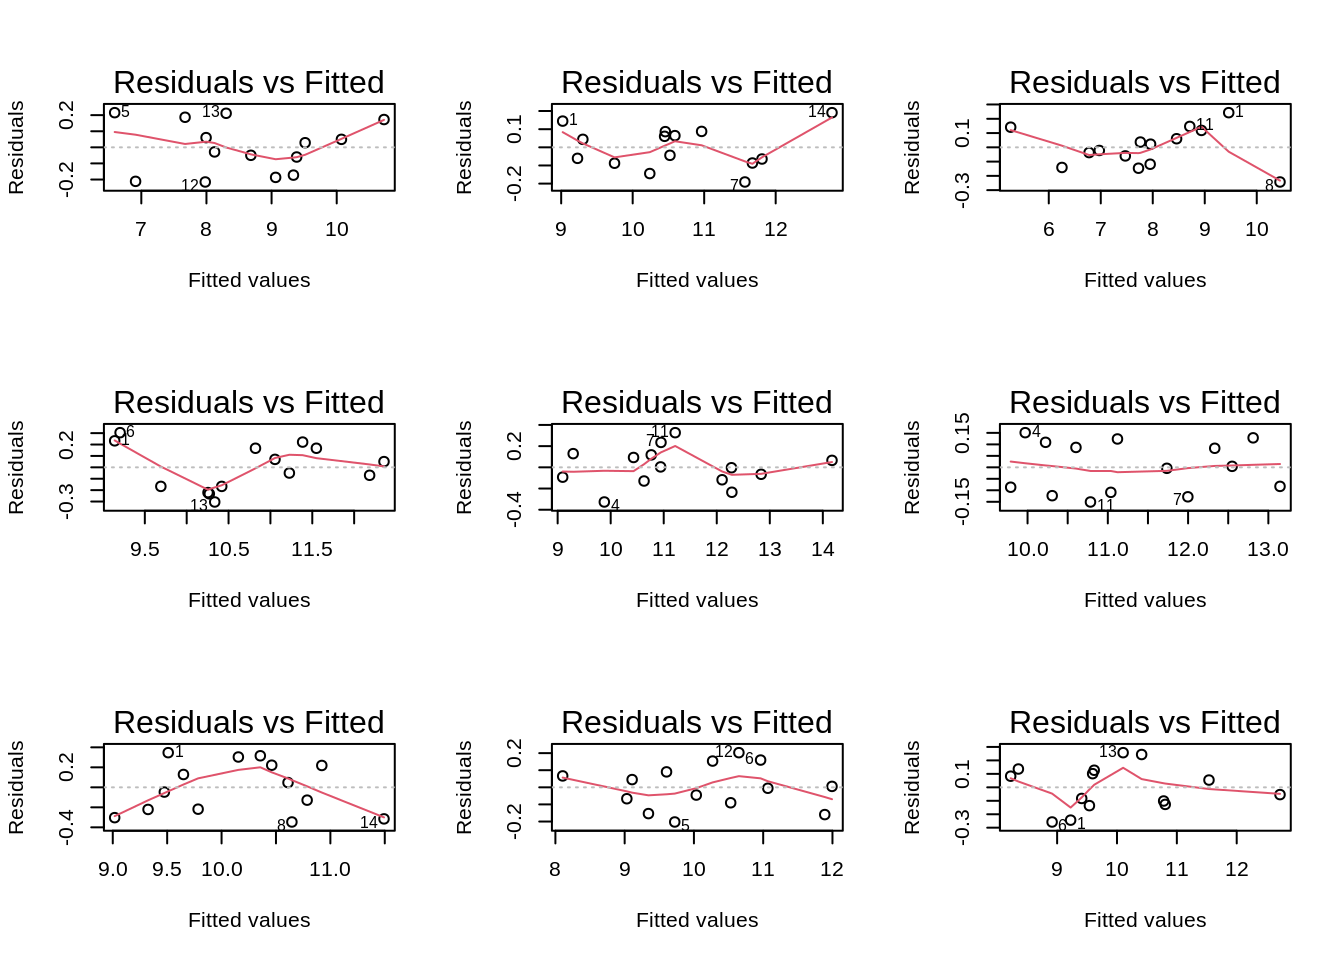 Residuals vs Fitted
Residuals
0.2
-0.2
5
13
12
7 8 9 10
Fitted values
Residuals vs Fitted
Residuals
0.1
-0.2
1
14
7
9 10 11 12
Fitted values
Residuals vs Fitted
Residuals
0.1
-0.3
1
11
8
6 7 8 9 10
Fitted values
Residuals vs Fitted
Residuals
0.2
-0.3
6
1
13
9.5 10.5 11.5
Fitted values
Residuals vs Fitted
Residuals
0.2
-0.4
11
7
4
9 10 11 12 13 14
Fitted values
Residuals vs Fitted
Residuals
0.15
-0.15
4
7
11
10.0 11.0 12.0 13.0
Fitted values
Residuals vs Fitted
Residuals
0.2
-0.4
1
8
14
9.0 9.5 10.0 11.0
Fitted values
Residuals vs Fitted
Residuals
0.2
-0.2
12
6
5
8 9 10 11 12
Fitted values
Residuals vs Fitted
Residuals
0.1
-0.3
13
6
1
9 10 11 12
Fitted values